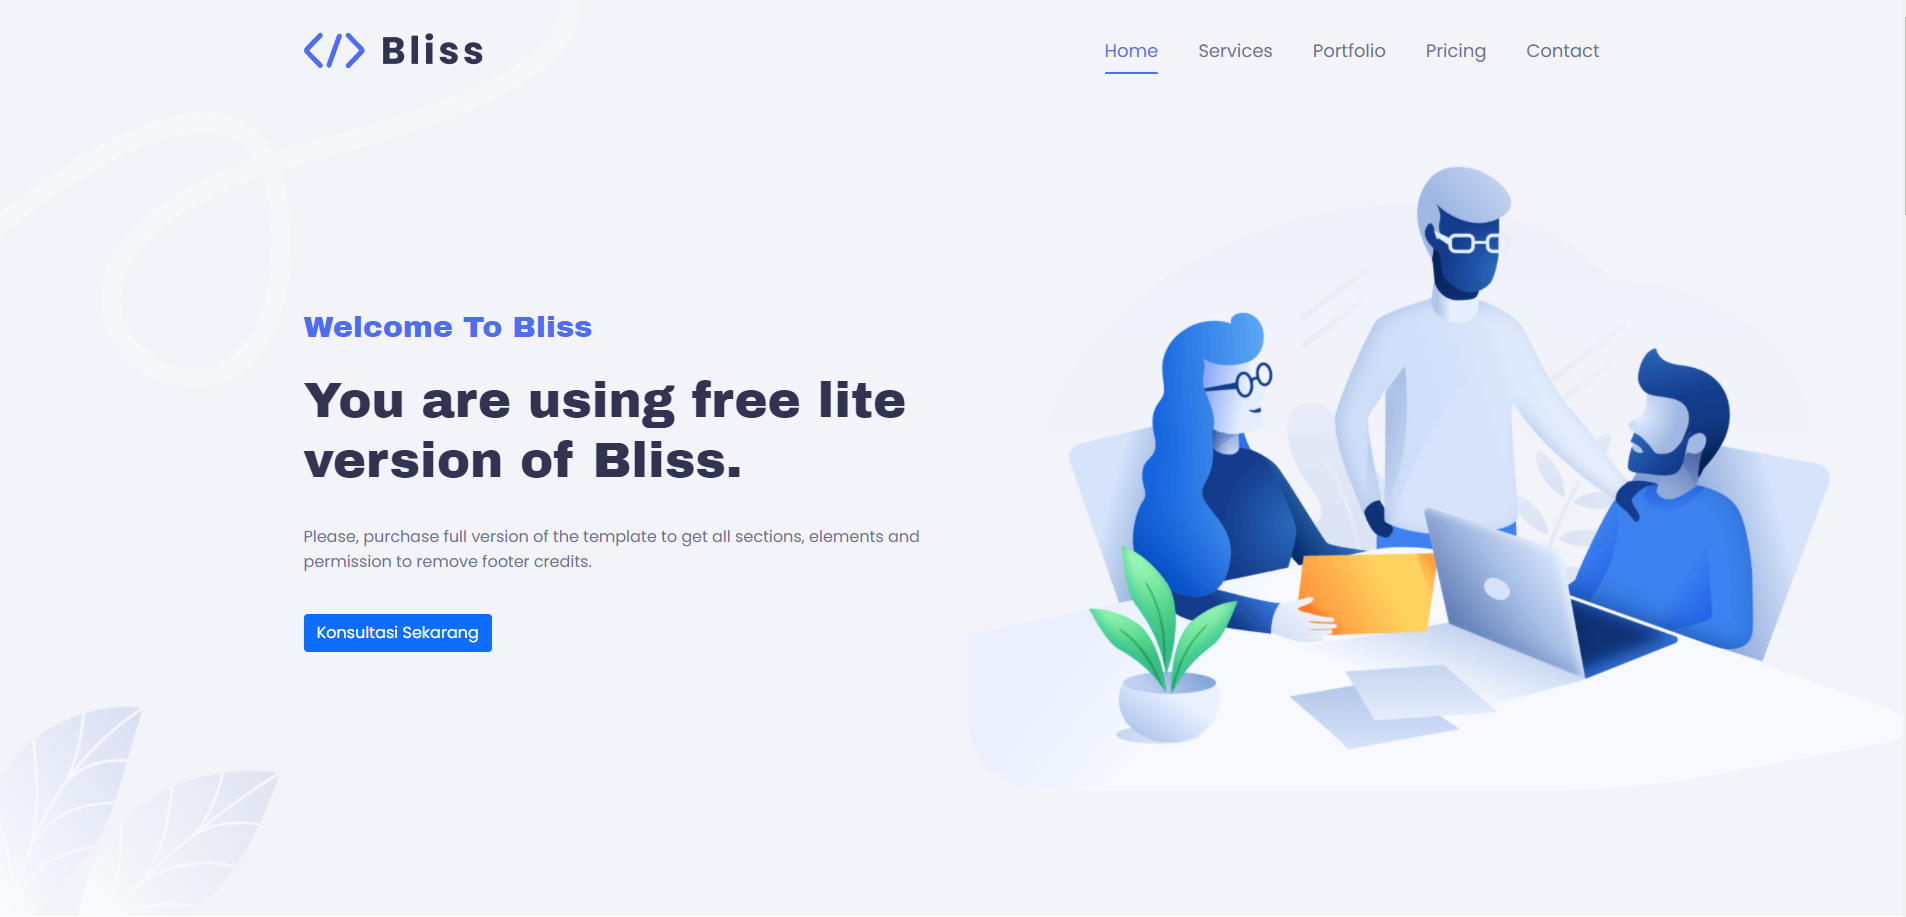 </> Bliss
Home Services Portfolio Pricing Contact
Welcome To Bliss
You are using free lite
version of Bliss.
Please, purchase full version of the template to get all sections, elements and
permission to remove footer credits.
Konsultasi Sekarang